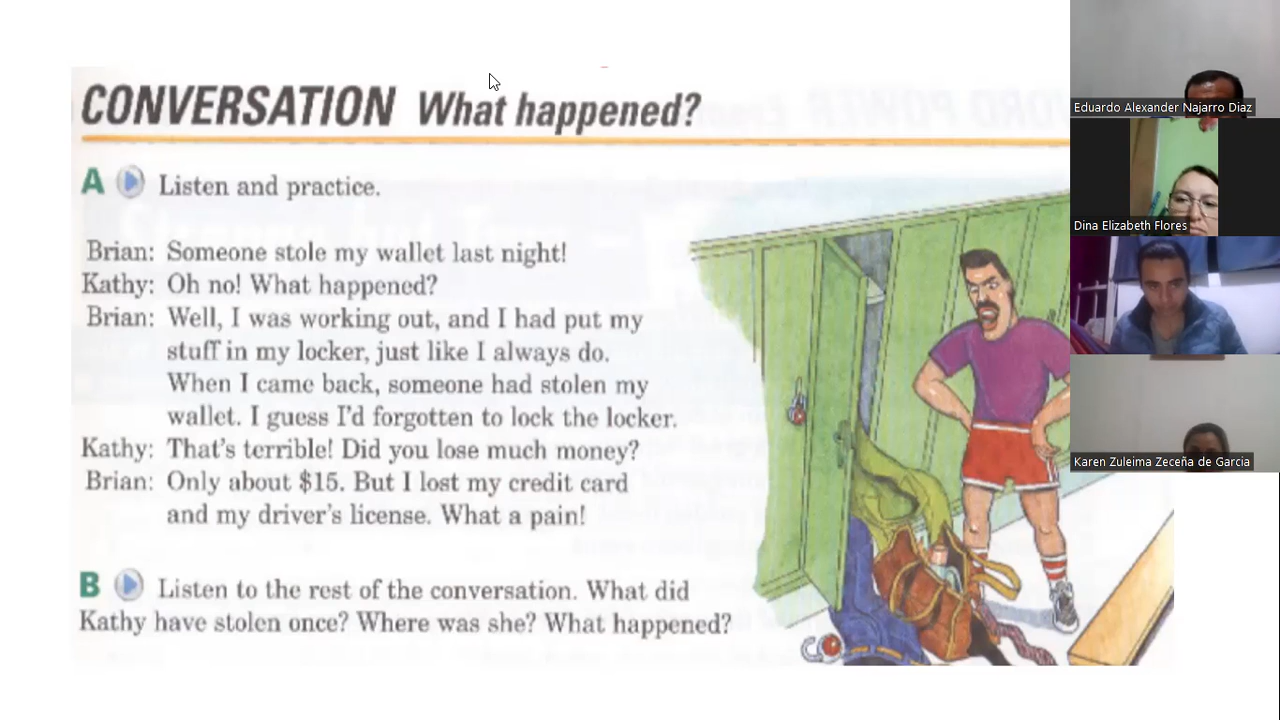 CONVERSATION What happened?
A Listen and practice.
Brian: Someone stole my wallet last night!
Kathy: Oh no! What happened?
Brian: Well, I was working out, and I had put my
stuff in my locker, just like I always do.
When I came back, someone had stolen my
wallet. I guess I'd forgotten to lock the locker.
Kathy: That's terrible! Did you lose much money?
Brian: Only about $15. But I lost my credit card
and my driver's license. What a pain!
B Listen to the rest of the conversation. What did
Kathy have stolen once? Where was she? What happened?
Eduardo Alexander Najarro Diaz
Dina Elizabeth Flores
Karen Zuleima Zeceña de Garcia